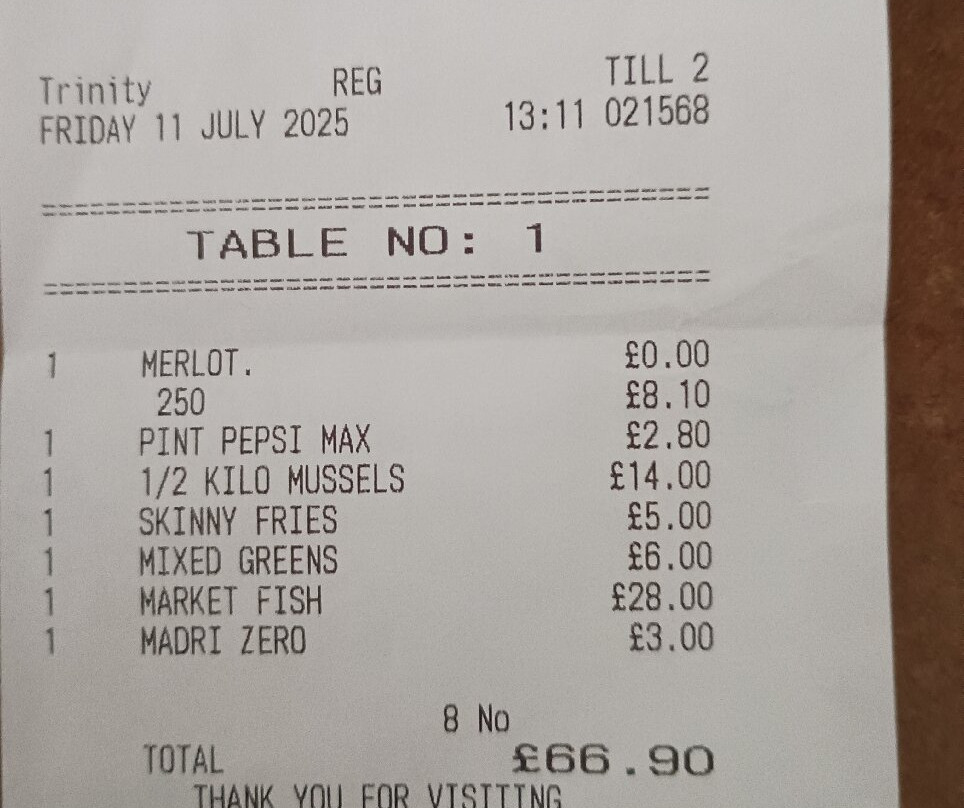 Trinity REG TILL 2
FRIDAY 11 JULY 2025 13:11 021568
TABLE NO: 1
1 MERLOT. £0.00
250 £8.10
1 PINT PEPSI MAX £2.80
1 1/2 KILO MUSSELS £14.00
1 SKINNY FRIES £5.00
1 MIXED GREENS £6.00
1 MARKET FISH £28.00
1 MADRI ZERO £3.00
8 No
TOTAL £66.90
THANK YOU FOR VISITING